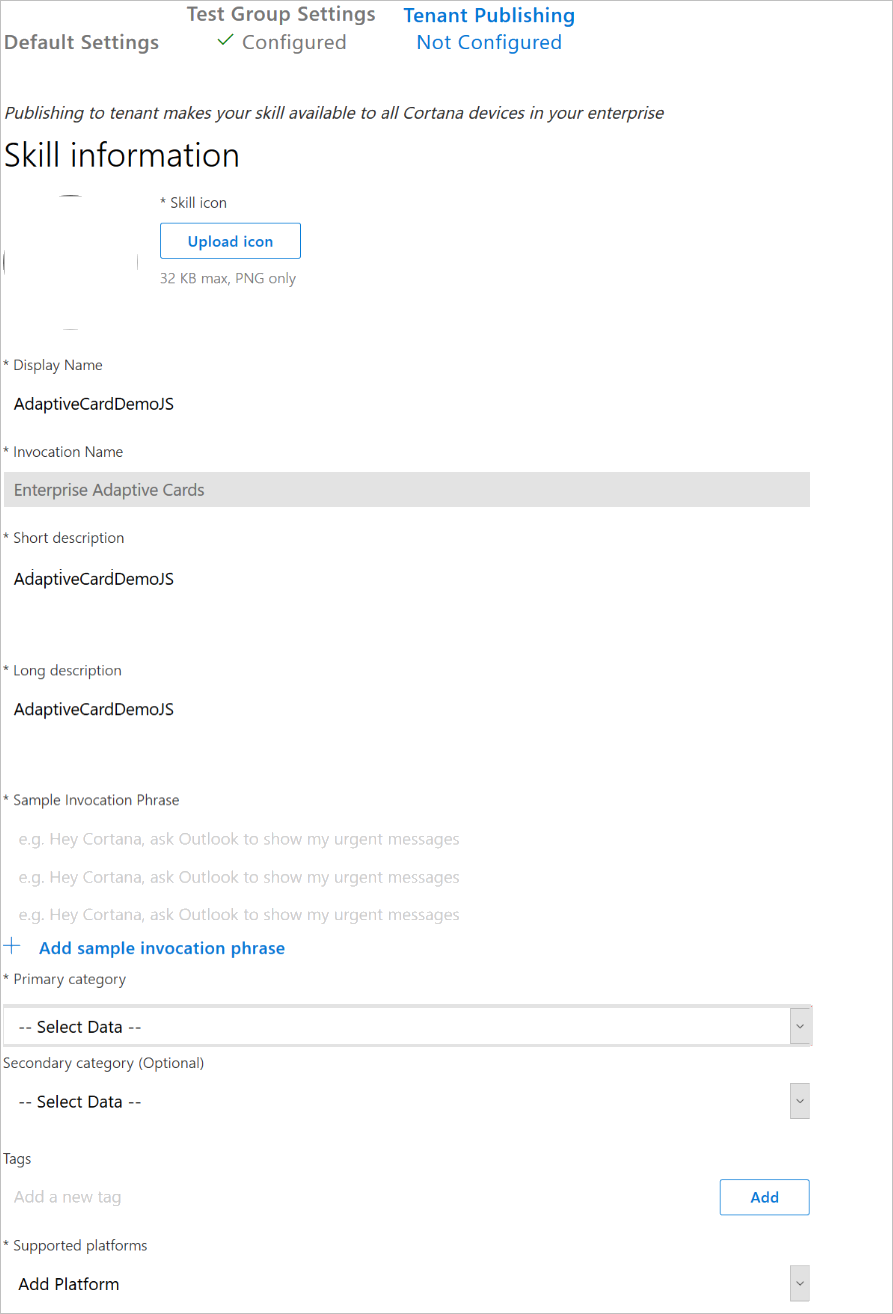 Default Settings
Test Group Settings
✓ Configured
Tenant Publishing
Not Configured
Publishing to tenant makes your skill available to all Cortana devices in your enterprise
Skill information
* Skill icon
Upload icon
32 KB max, PNG only
* Display Name
AdaptiveCardDemoJS
* Invocation Name
Enterprise Adaptive Cards
* Short description
AdaptiveCardDemoJS
* Long description
AdaptiveCardDemoJS
* Sample Invocation Phrase
e.g. Hey Cortana, ask Outlook to show my urgent messages
e.g. Hey Cortana, ask Outlook to show my urgent messages
e.g. Hey Cortana, ask Outlook to show my urgent messages
+ Add sample invocation phrase
* Primary category
-- Select Data --
Secondary category (Optional)
-- Select Data --
Tags
Add a new tag
Add
* Supported platforms
Add Platform